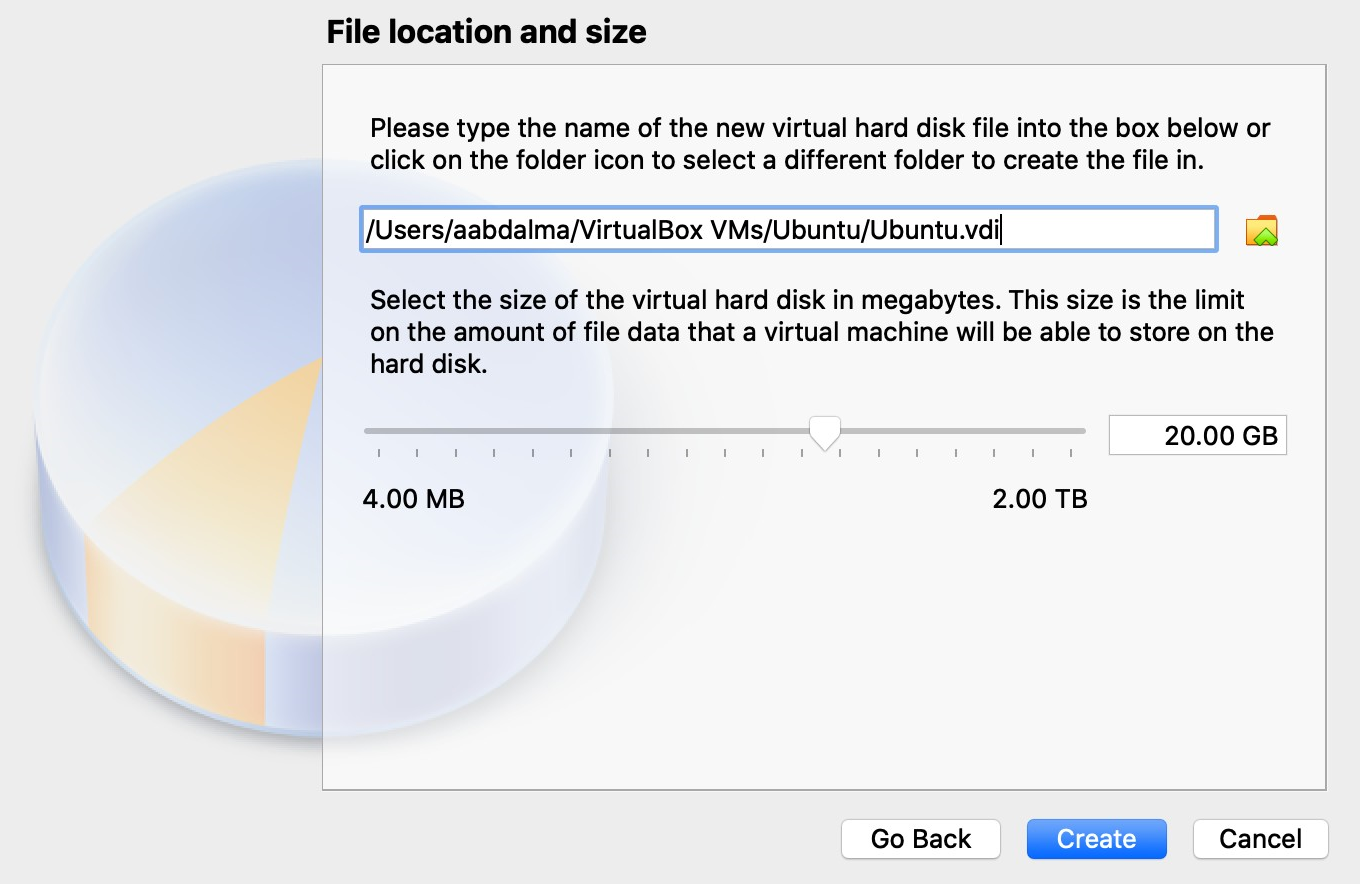 File location and size
Please type the name of the new virtual hard disk file into the box below or
click on the folder icon to select a different folder to create the file in.
/Users/aabdalma/VirtualBox VMs/Ubuntu/Ubuntu.vdi
Select the size of the virtual hard disk in megabytes. This size is the limit
on the amount of file data that a virtual machine will be able to store on the
hard disk.
20.00 GB
4.00 MB 2.00 TB
Go Back Create Cancel